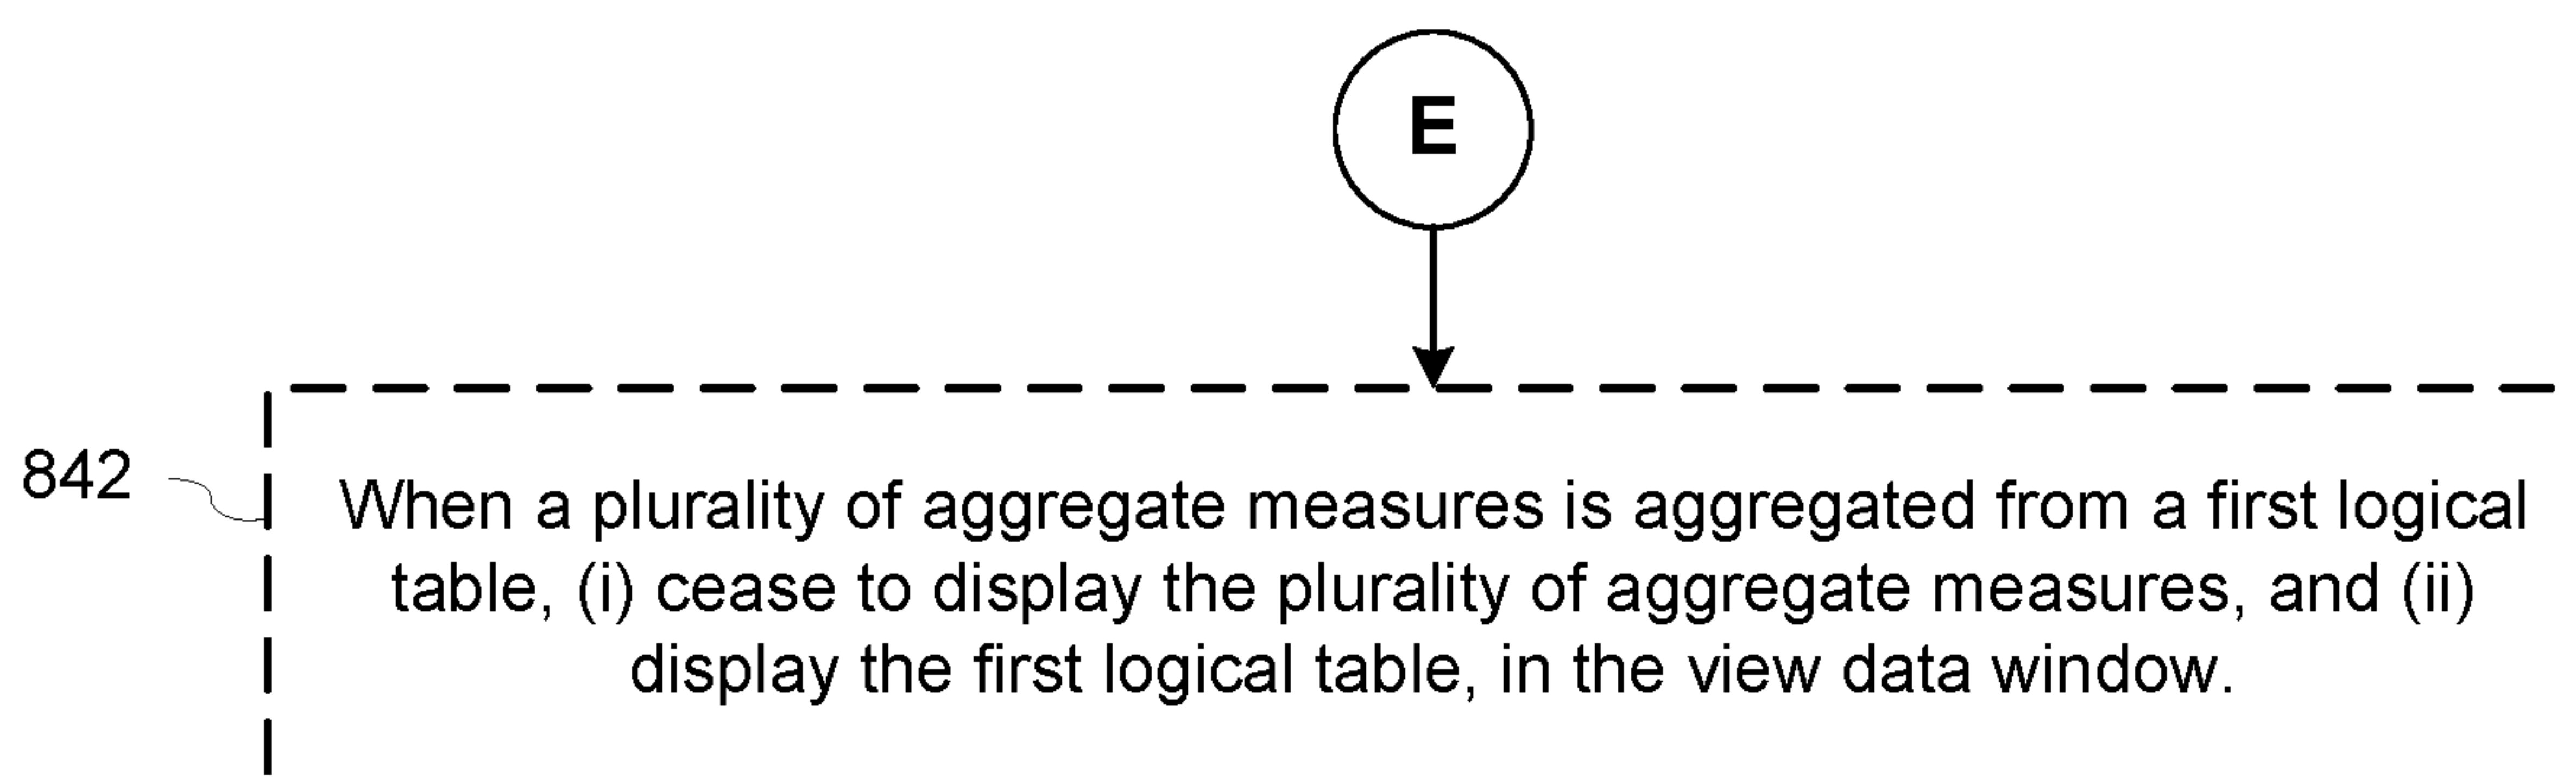 E
842
When a plurality of aggregate measures is aggregated from a first logical
table, (i) cease to display the plurality of aggregate measures, and (ii)
display the first logical table, in the view data window.